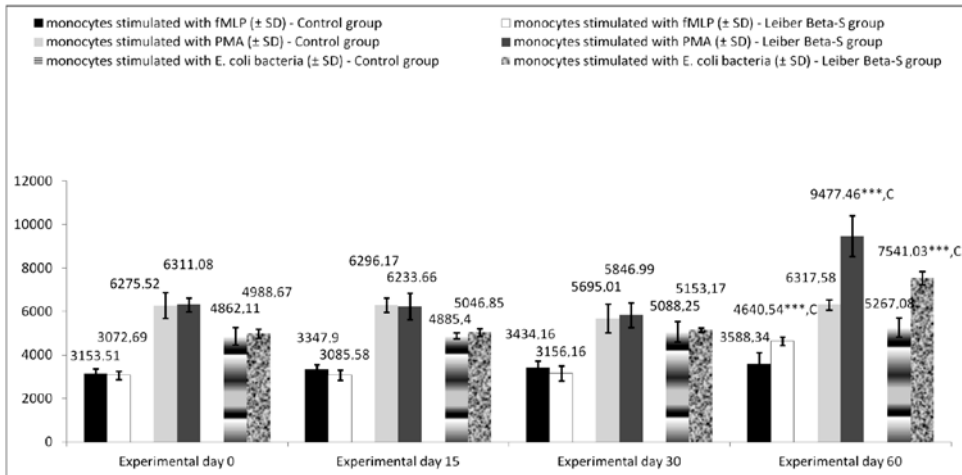 monocytes stimulated with fMLP (± SD) - Control group
monocytes stimulated with fMLP (± SD) - Leiber Beta-S group
monocytes stimulated with PMA (± SD) - Control group
monocytes stimulated with PMA (± SD) - Leiber Beta-S group
monocytes stimulated with E. coli bacteria (± SD) - Control group
monocytes stimulated with E. coli bacteria (± SD) - Leiber Beta-S group
12000
10000
8000
6000
4000
2000
0
3153.51
3072,69
6275.52
6311,08
4862,11
4988.67
3347.9
3085.58
6296,17
6233.66
4885,4
5046,85
3434,16
3156,16
5695,01
5846.99
5088,25
5153,17
3588,34
4640,54***,C
6317,58
9477.46***,C
5267,08
7541,03***,C
Experimental day 0
Experimental day 15
Experimental day 30
Experimental day 60